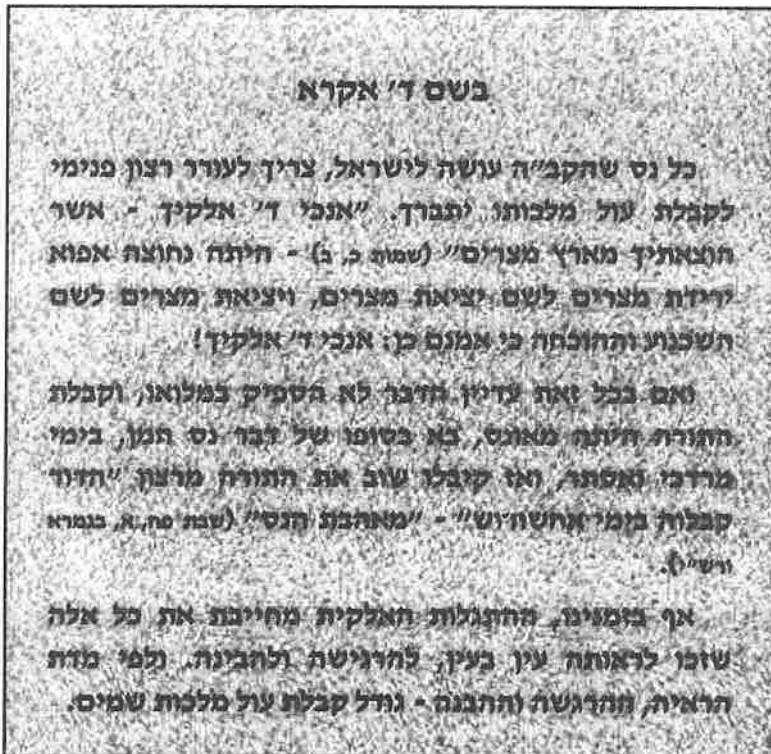 בשם ד׳ אקרא
כל נס שהקב״ה עושה לישראל, צריך לעורר רצון פנימי
לקבלת עול מלכותו יתברך. ״אנכי ד׳ אלקיך - אשר
הוצאתיך מארץ מצרים״ (שמות כ, ב) - היתה נחוצה אפוא
ירידת מצרים לשם יציאת מצרים, ויציאת מצרים לשם
השכנוע וההוכחה כי אמנם כן: אנכי ד׳ אלקיך!
ואם בכל זאת עדיין הדבר לא הספיק במלואו, וקבלת
התורה היתה מאונס, בא בסופו של דבר נס המן, בימי
מרדכי ואסתר, ואז קיבלו שוב את התורה מרצון ״הדור
קבלוה בימי אחשורוש״ - ״מאהבת הנס״ (שבת פח, א, בגמרא
ורש״י).
אף בזמנינו, ההתגלות האלקית מחייבת את כל אלה
שזכו לראותה עין בעין, להרגישה ולהבינה. ולפי מדת
הראיה, ההרגשה וההבנה - גודל קבלת עול מלכות שמים.